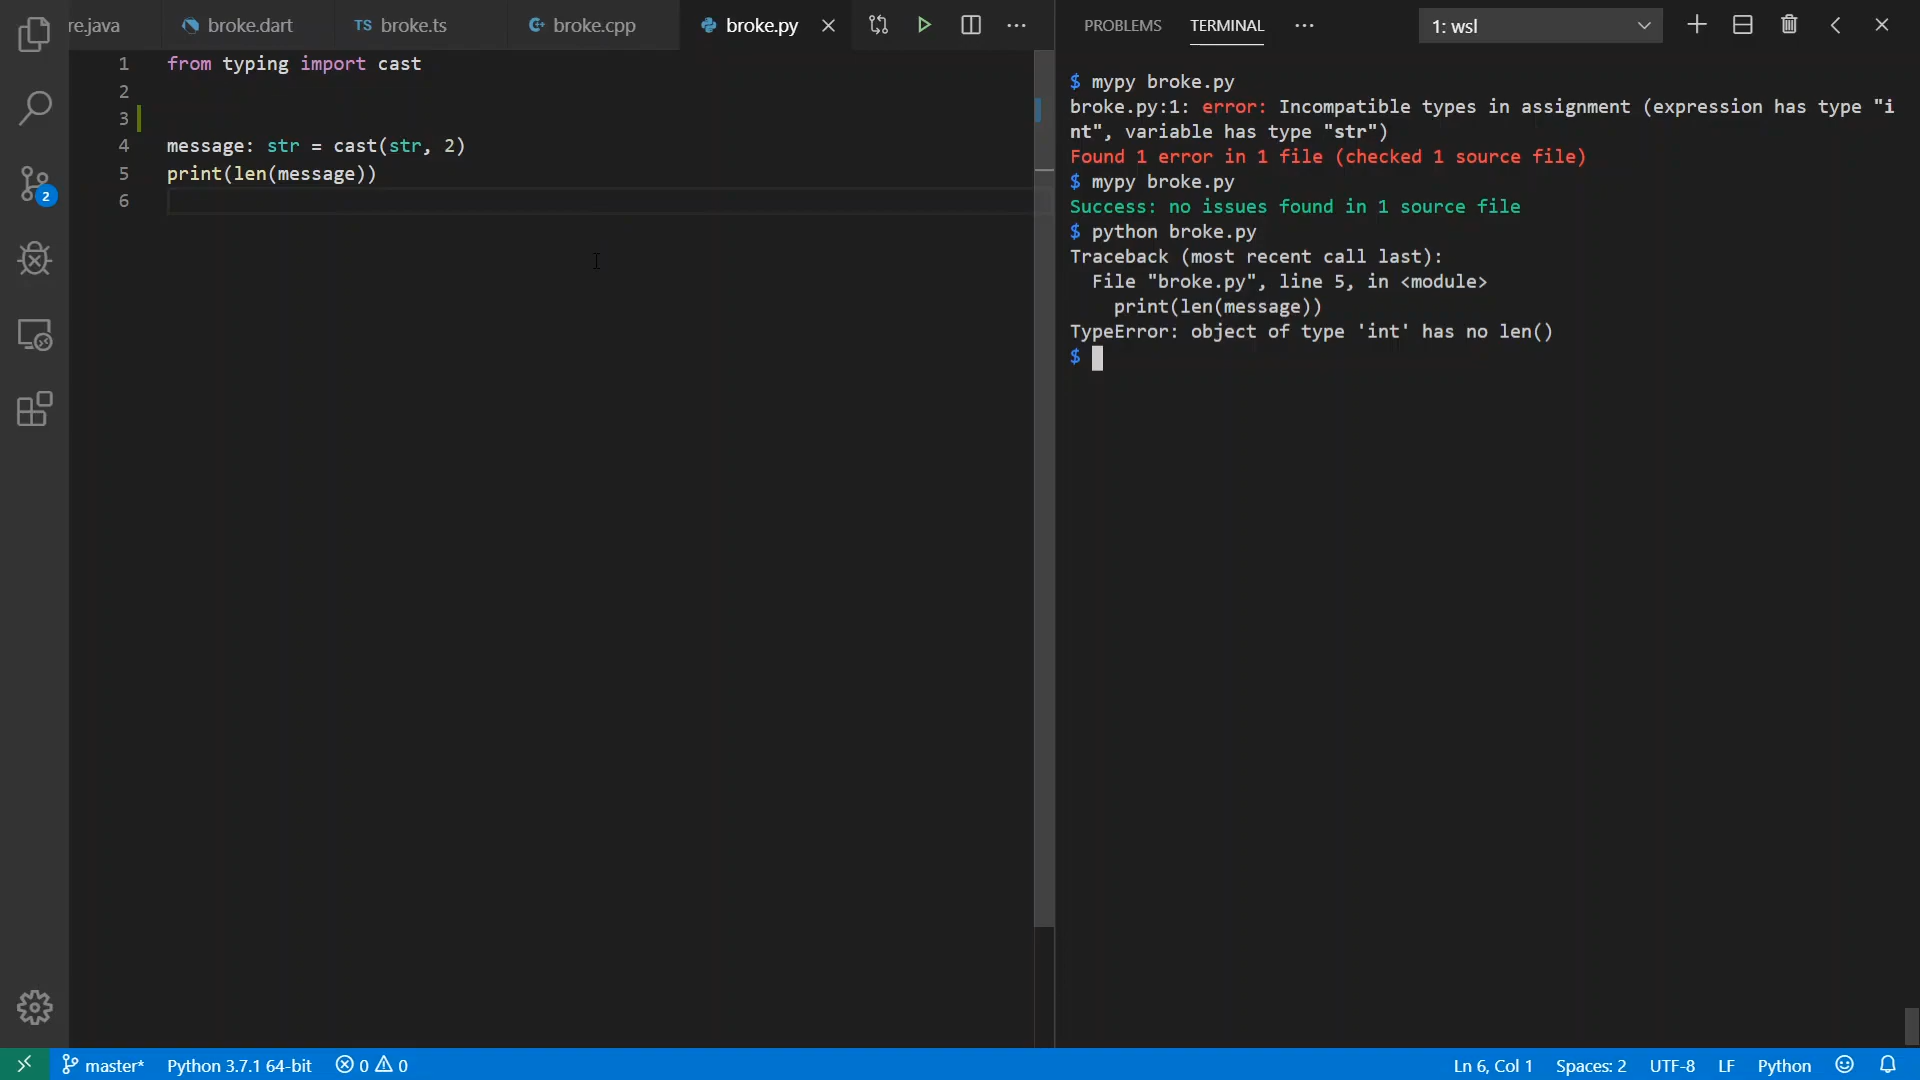 re.java
broke.dart
TS broke.ts
broke.cpp
broke.py
PROBLEMS
TERMINAL
1: wsl
1 from typing import cast
2
3
4 message: str = cast(str, 2)
5 print(len(message))
6
$ mypy broke.py
broke.py:1: error: Incompatible types in assignment (expression has type "i
nt", variable has type "str")
Found 1 error in 1 file (checked 1 source file)
$ mypy broke.py
Success: no issues found in 1 source file
$ python broke.py
Traceback (most recent call last):
File "broke.py", line 5, in <module>
print(len(message))
TypeError: object of type 'int' has no len()
$
2
master*
Python 3.7.1 64-bit
0
0
Ln 6, Col 1
Spaces: 2
UTF-8
LF
Python